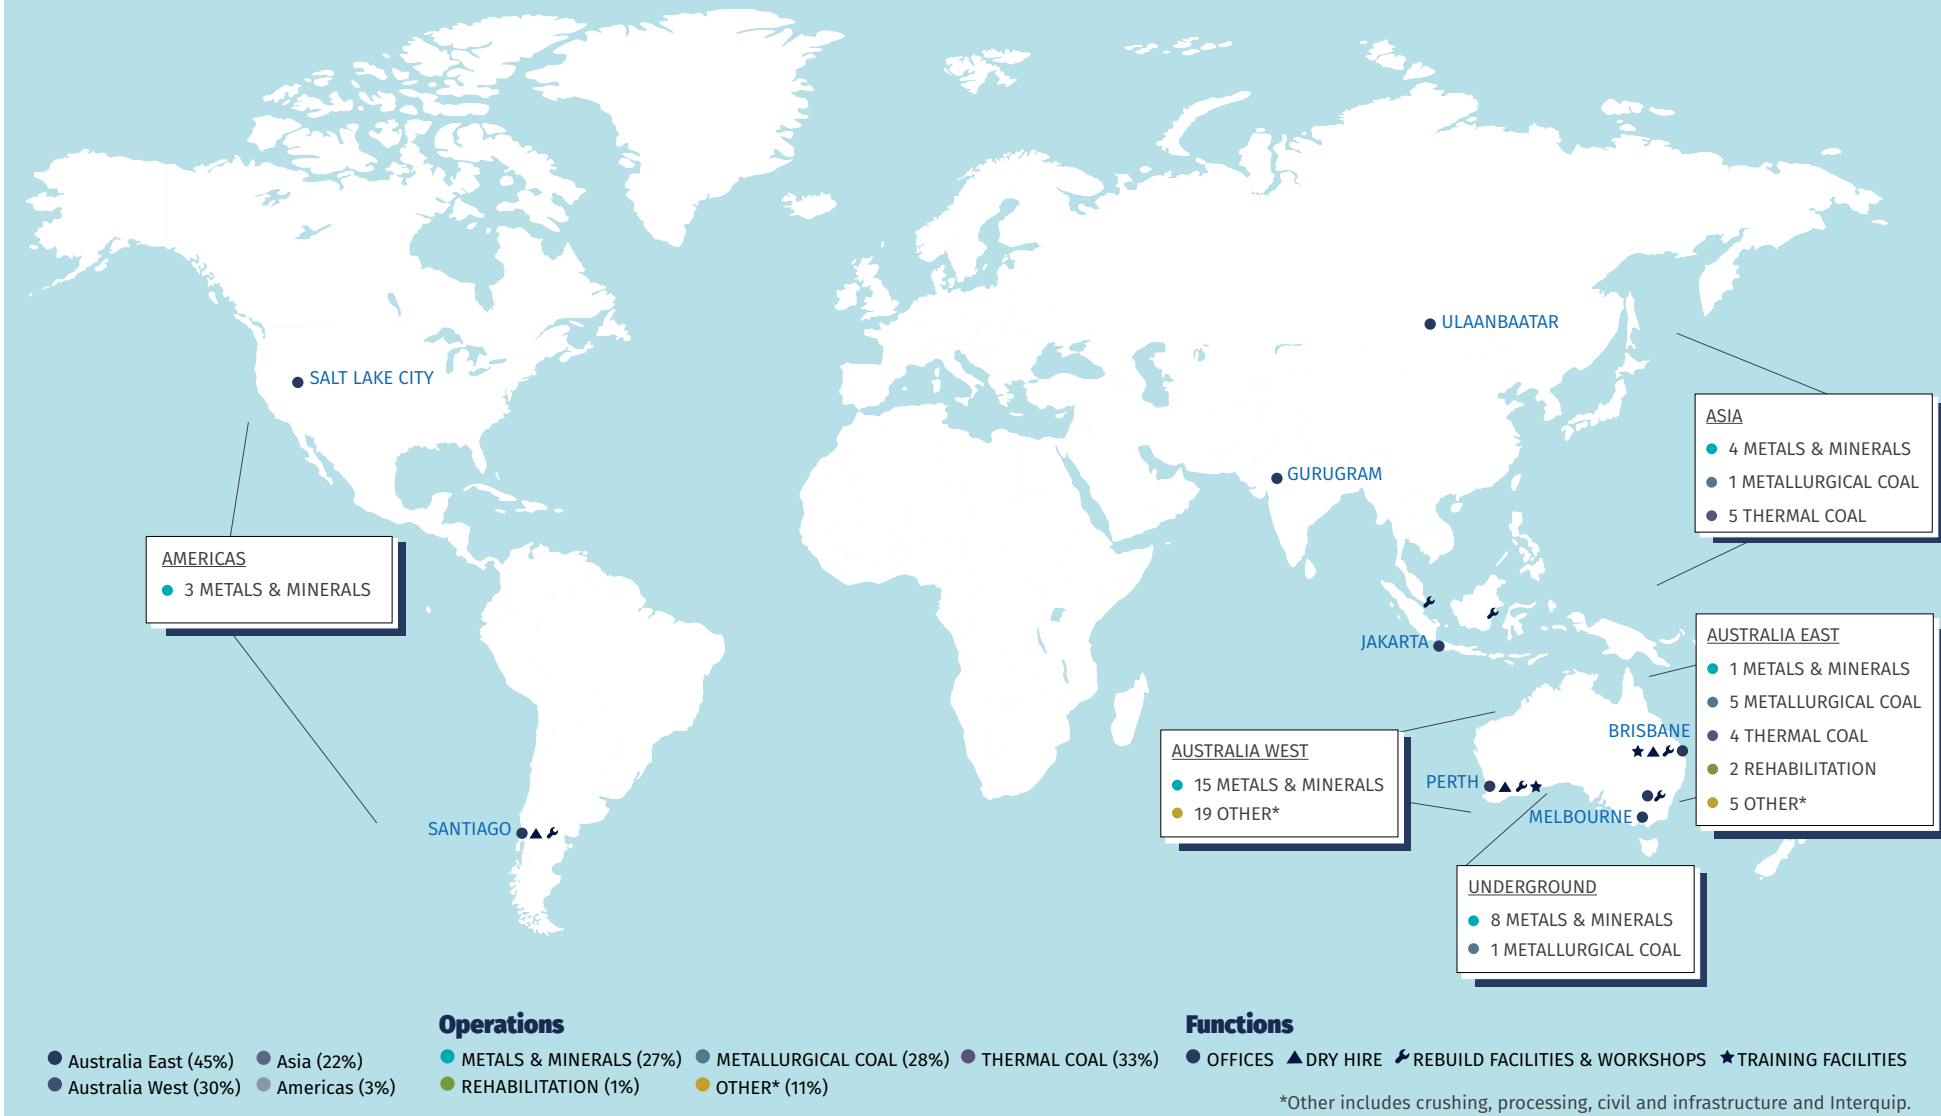 ULAANBAATAR
SALT LAKE CITY
GURUGRAM
ASIA
4 METALS & MINERALS
1 METALLURGICAL COAL
5 THERMAL COAL
AMERICAS
3 METALS & MINERALS
JAKARTA
AUSTRALIA EAST
1 METALS & MINERALS
5 METALLURGICAL COAL
4 THERMAL COAL
2 REHABILITATION
5 OTHER*
BRISBANE
AUSTRALIA WEST
15 METALS & MINERALS
19 OTHER*
PERTH
MELBOURNE
SANTIAGO
UNDERGROUND
8 METALS & MINERALS
1 METALLURGICAL COAL
Australia East (45%)
Asia (22%)
Australia West (30%)
Americas (3%)
Operations
METALS & MINERALS (27%)
METALLURGICAL COAL (28%)
THERMAL COAL (33%)
REHABILITATION (1%)
OTHER* (11%)
Functions
OFFICES
DRY HIRE
REBUILD FACILITIES & WORKSHOPS
TRAINING FACILITIES
*Other includes crushing, processing, civil and infrastructure and Interquip.